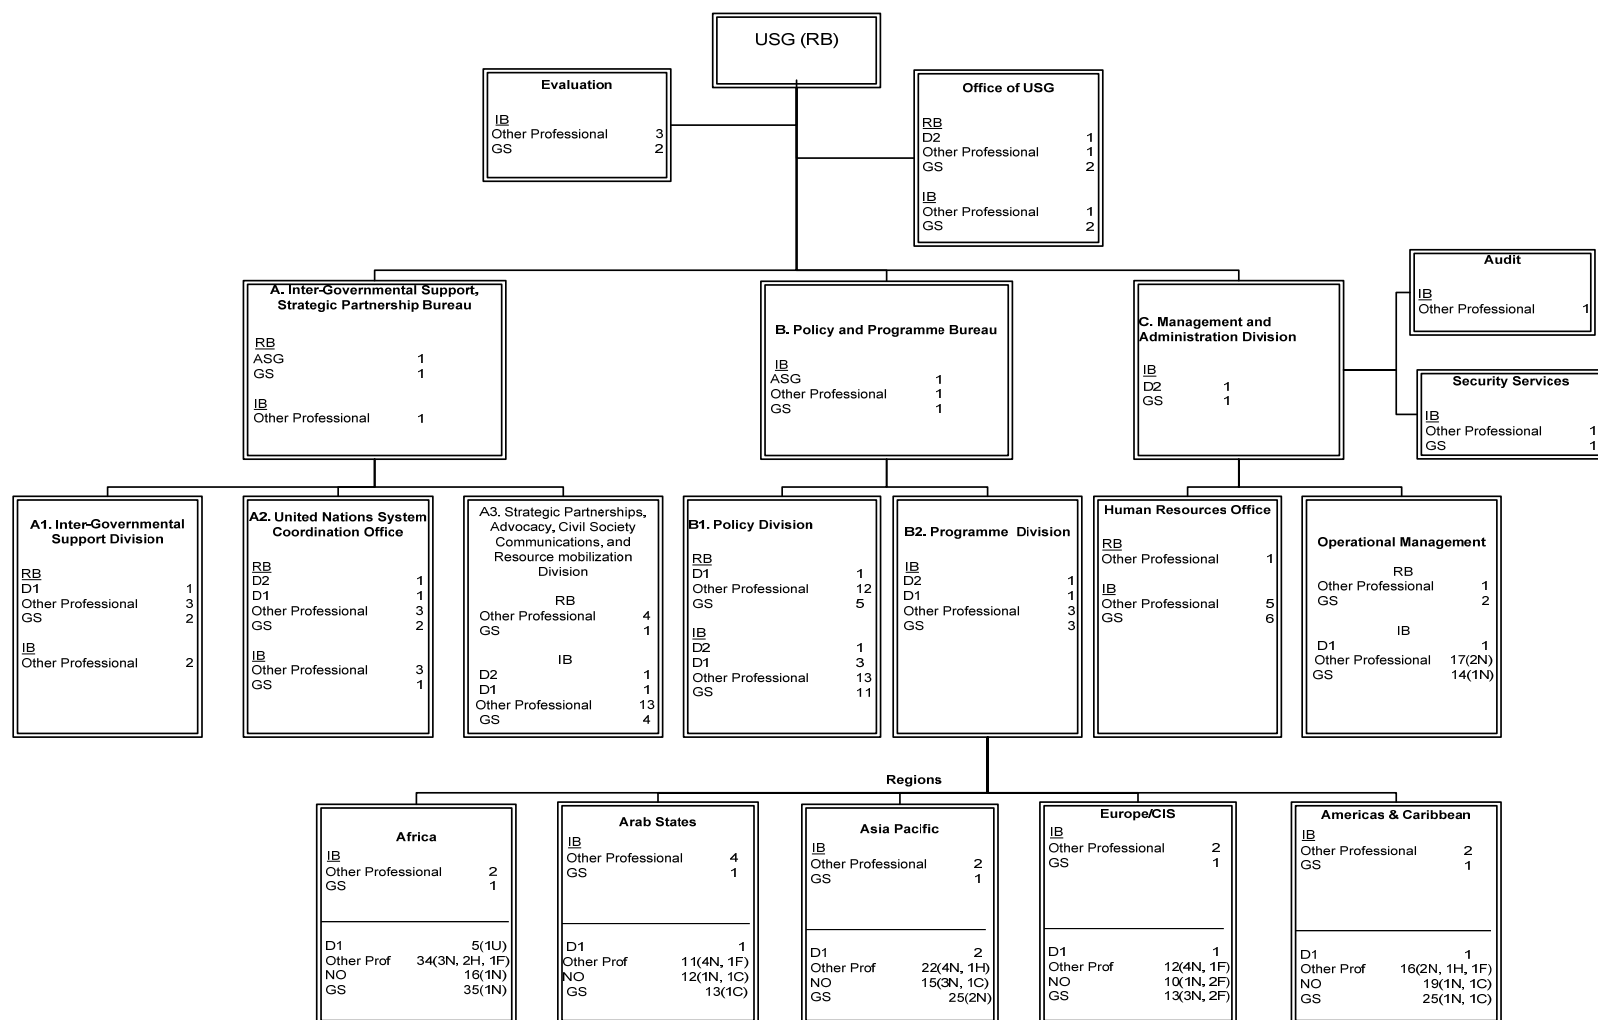 USG (RB)
Evaluation
IB
Other Professional 3
GS 2
Office of USG
RB
D2 1
Other Professional 1
GS 2
IB
Other Professional 1
GS 2
A. Inter-Governmental Support,
Strategic Partnership Bureau
RB
ASG 1
GS 1
IB
Other Professional 1
B. Policy and Programme Bureau
IB
ASG 1
Other Professional 1
GS 1
C. Management and
Administration Division
IB
D2 1
GS 1
Audit
IB
Other Professional 1
Security Services
IB
Other Professional 1
GS 1
A1. Inter-Governmental
Support Division
RB
D1 1
Other Professional 3
GS 2
IB
Other Professional 2
A2. United Nations System
Coordination Office
RB
D2 1
D1 1
Other Professional 3
GS 2
IB
Other Professional 3
GS 1
A3. Strategic Partnerships,
Advocacy, Civil Society
Communications, and
Resource mobilization
Division
RB
Other Professional 4
GS 1
IB
D2 1
D1 1
Other Professional 13
GS 4
B1. Policy Division
RB
D1 1
Other Professional 12
GS 5
IB
D2 1
D1 3
Other Professional 13
GS 11
B2. Programme Division
IB
D2 1
D1 1
Other Professional 3
GS 3
Human Resources Office
RB
Other Professional 1
IB
Other Professional 5
GS 6
Operational Management
RB
Other Professional 1
GS 2
IB
D1 1
Other Professional 17(2N)
GS 14(1N)
Regions
Africa
IB
Other Professional 2
GS 1
D1 5(1U)
Other Prof 34(3N, 2H, 1F)
NO 16(1N)
GS 35(1N)
Arab States
IB
Other Professional 4
GS 1
D1 1
Other Prof 11(4N, 1F)
NO 12(1N, 1C)
GS 13(1C)
Asia Pacific
IB
Other Professional 2
GS 1
D1 2
Other Prof 22(4N, 1H)
NO 15(3N, 1C)
GS 25(2N)
Europe/CIS
IB
Other Professional 2
GS 1
D1 1
Other Prof 12(4N, 1F)
NO 10(1N, 2F)
GS 13(3N, 2F)
Americas & Caribbean
IB
Other Professional 2
GS 1
D1 1
Other Prof 16(2N, 1H, 1F)
NO 19(1N, 1C)
GS 25(1N, 1C)